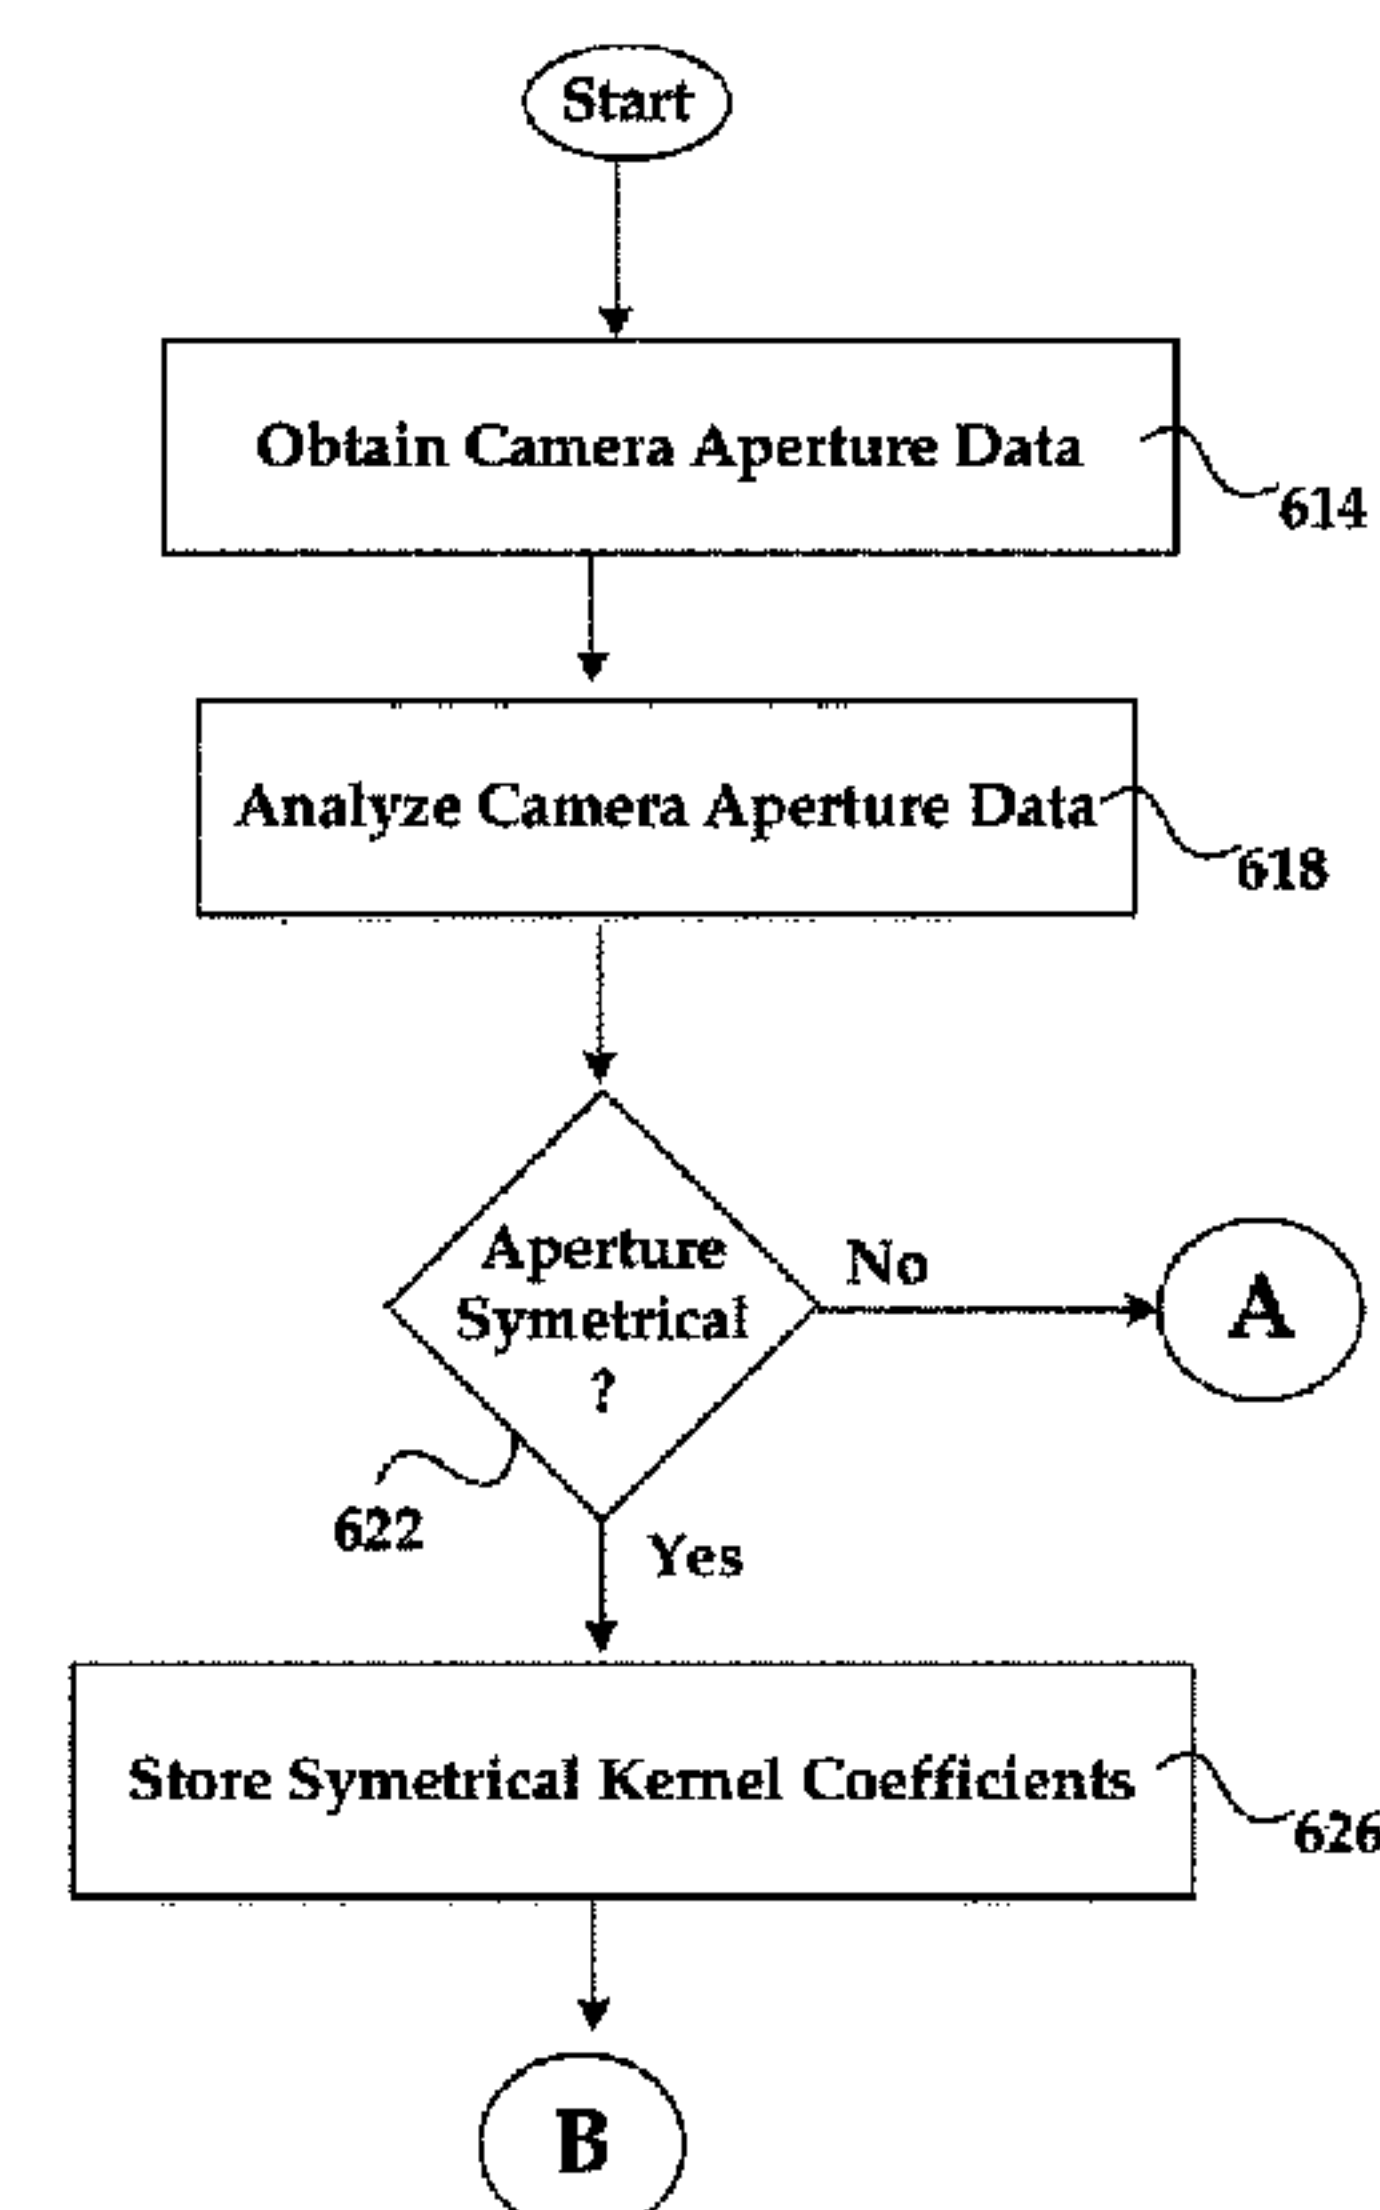 Start
Obtain Camera Aperture Data
614
Analyze Camera Aperture Data
618
Aperture
Symetrical
?
No
A
622
Yes
Store Symetrical Kernel Coefficients
626
B